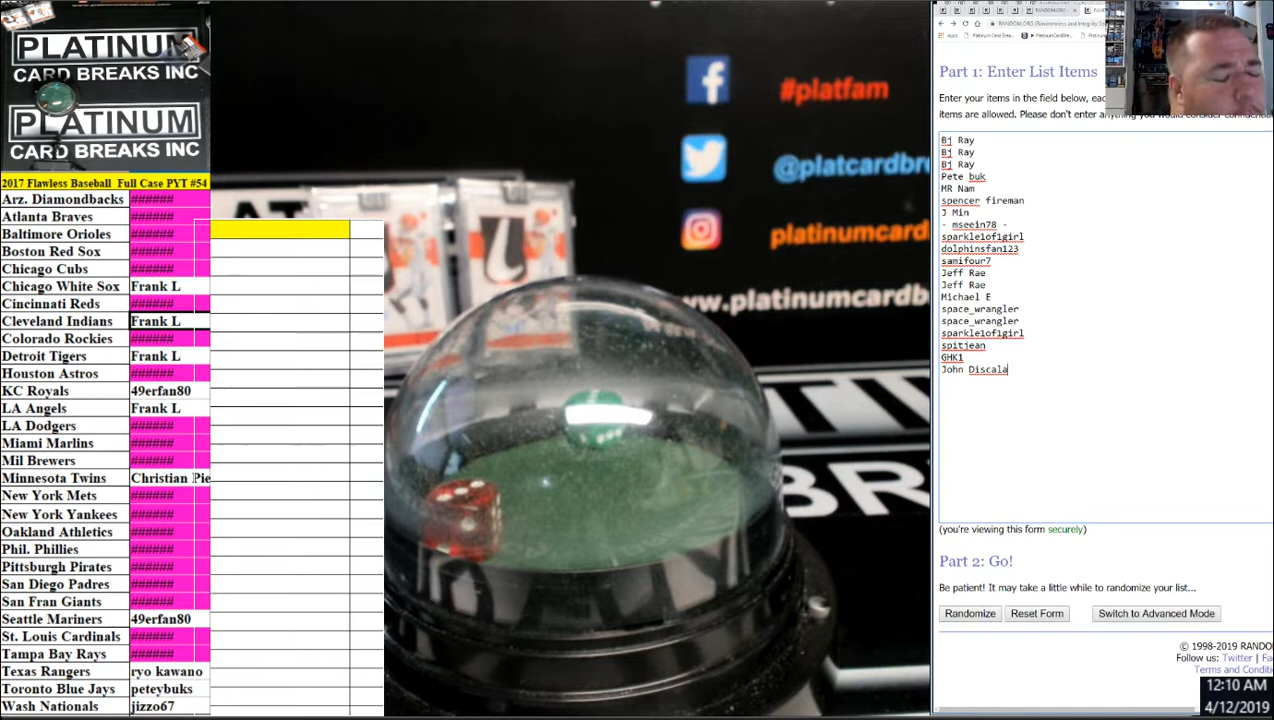 PLATINUM
CARD BREAKS INC
PLATINUM
CARD BREAKS INC
2017 Flawless Baseball Full Case PYT #54
Arz. Diamondbacks ######
Atlanta Braves ######
Baltimore Orioles ######
Boston Red Sox ######
Chicago Cubs ######
Chicago White Sox Frank L
Cincinnati Reds ######
Cleveland Indians Frank L
Colorado Rockies ######
Detroit Tigers Frank L
Houston Astros ######
KC Royals 49erfan80
LA Angels Frank L
LA Dodgers ######
Miami Marlins ######
Mil Brewers ######
Minnesota Twins Christian Pie
New York Mets ######
New York Yankees ######
Oakland Athletics ######
Phil. Phillies ######
Pittsburgh Pirates ######
San Diego Padres ######
San Fran Giants ######
Seattle Mariners 49erfan80
St. Louis Cardinals ######
Tampa Bay Rays ######
Texas Rangers ryo kawano
Toronto Blue Jays peteybuks
Wash Nationals jizzo67
#platfam
@platcardbre
platinumcardb
www.platinumcardb
Part 1: Enter List Items
Enter your items in the field below, eac
items are allowed. Please don't enter anything you would consider confidentia
Bj Ray
Bj Ray
Bj Ray
Pete buk
MR Nam
spencer fireman
J Min
- mseein78 -
sparkle1of1girl
dolphinsfan123
samifour7
Jeff Rae
Jeff Rae
Michael E
space_wrangler
space_wrangler
sparkle1of1girl
spitjean
GHK1
John Discala
(you're viewing this form securely)
Part 2: Go!
Be patient! It may take a little while to randomize your list...
Randomize Reset Form Switch to Advanced Mode
© 1998-2019 RANDO
Follow us: Twitter | Fa
Terms and Conditi
12:10 AM
4/12/2019